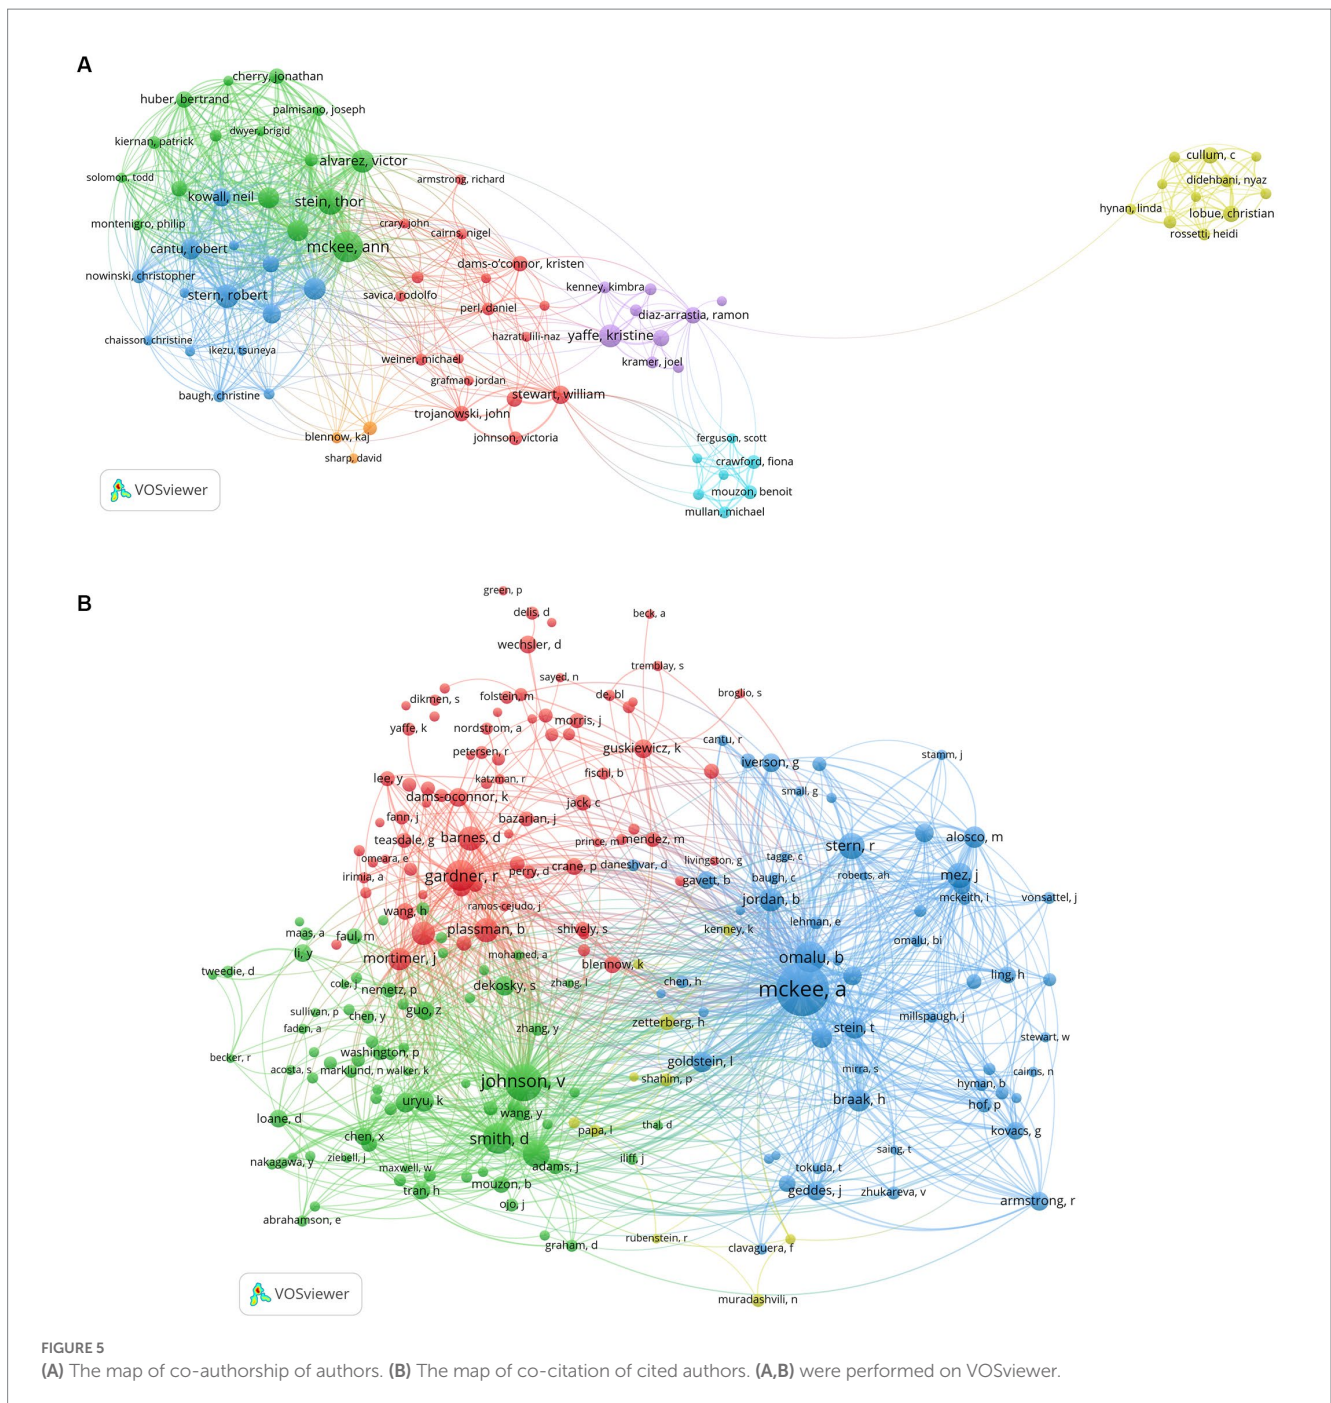 A
cherry, jonathan
huber, bertrand
palmisano, joseph
dwyer, brigid
kiernan, patrick
alvarez, victor
solomon, todd
kowall, neil
stein, thor
montenigro, philip
cantu, robert
mckee, ann
nowinski, christopher
stern, robert
chaisson, christine
ikezu, tsuneya
baugh, christine
armstrong, richard
crary, john
cairns, nigel
dams-o'connor, kristen
savica, rodolfo
perl, daniel
hazrati, lili-naz
weiner, michael
grafman, jordan
stewart, william
trojanowski, john
johnson, victoria
blennow, kaj
sharp, david
kenney, kimbra
diaz-arrastia, ramon
yaffe, kristine
kramer, joel
ferguson, scott
crawford, fiona
mouzon, benoit
mullan, michael
cullum, c
didehbani, nyaz
hynan, linda
lobue, christian
rossetti, heidi
VOSviewer
B
green, p
delis, d
beck, a
wechsler, d
tremblay, s
sayed, n
dikmen, s
folstein, m
de, bl
broglio, s
yaffe, k
nordstrom, a
morris, j
cantu, r
petersen, r
guskiewicz, k
iverson, g
stamm, j
lee, y
katzman, r
fischl, b
small, g
dams-oconnor, k
jack, c
fann, j
bazarian, j
teasdale, g
barnes, d
prince, m
mendez, m
stern, r
alosco, m
omeara, e
perry, d
crane, p
daneshvar, d
livingston, g
tagge, c
irimia, a
gardner, r
gavett, b
baugh, c
roberts, ah
mez, j
jordan, b
mckeith, i
vonsattel, j
wang, h
ramos-cejudo, j
lehman, e
maas, a
faul, m
plassman, b
shively, s
kenney, k
omalu, bi
li, y
mortimer, j
mohamed, a
blennow, k
omalu, b
tweedie, d
cole, j
nemetz, p
dekosky, s
zhang, l
chen, h
mckee, a
ling, h
sullivan, p
chen, y
guo, z
zetterberg, h
millspaugh, j
faden, a
zhang, y
stein, t
stewart, w
becker, r
washington, p
goldstein, l
acosta, s
marklund, n
walker, k
johnson, v
shahim, p
mirra, s
cairns, n
hyman, b
uryu, k
wang, y
braak, h
hof, p
loane, d
chen, x
smith, d
papa, l
thal, d
kovacs, g
nakagawa, y
ziebell, j
maxwell, w
adams, j
iliff, j
saing, t
tokuda, t
tran, h
mouzon, b
geddes, j
zhukareva, v
ojo, j
armstrong, r
abrahamson, e
graham, d
rubenstein, r
clavaguera, f
muradashvili, n
VOSviewer
FIGURE 5
(A) The map of co-authorship of authors. (B) The map of co-citation of cited authors. (A,B) were performed on VOSviewer.